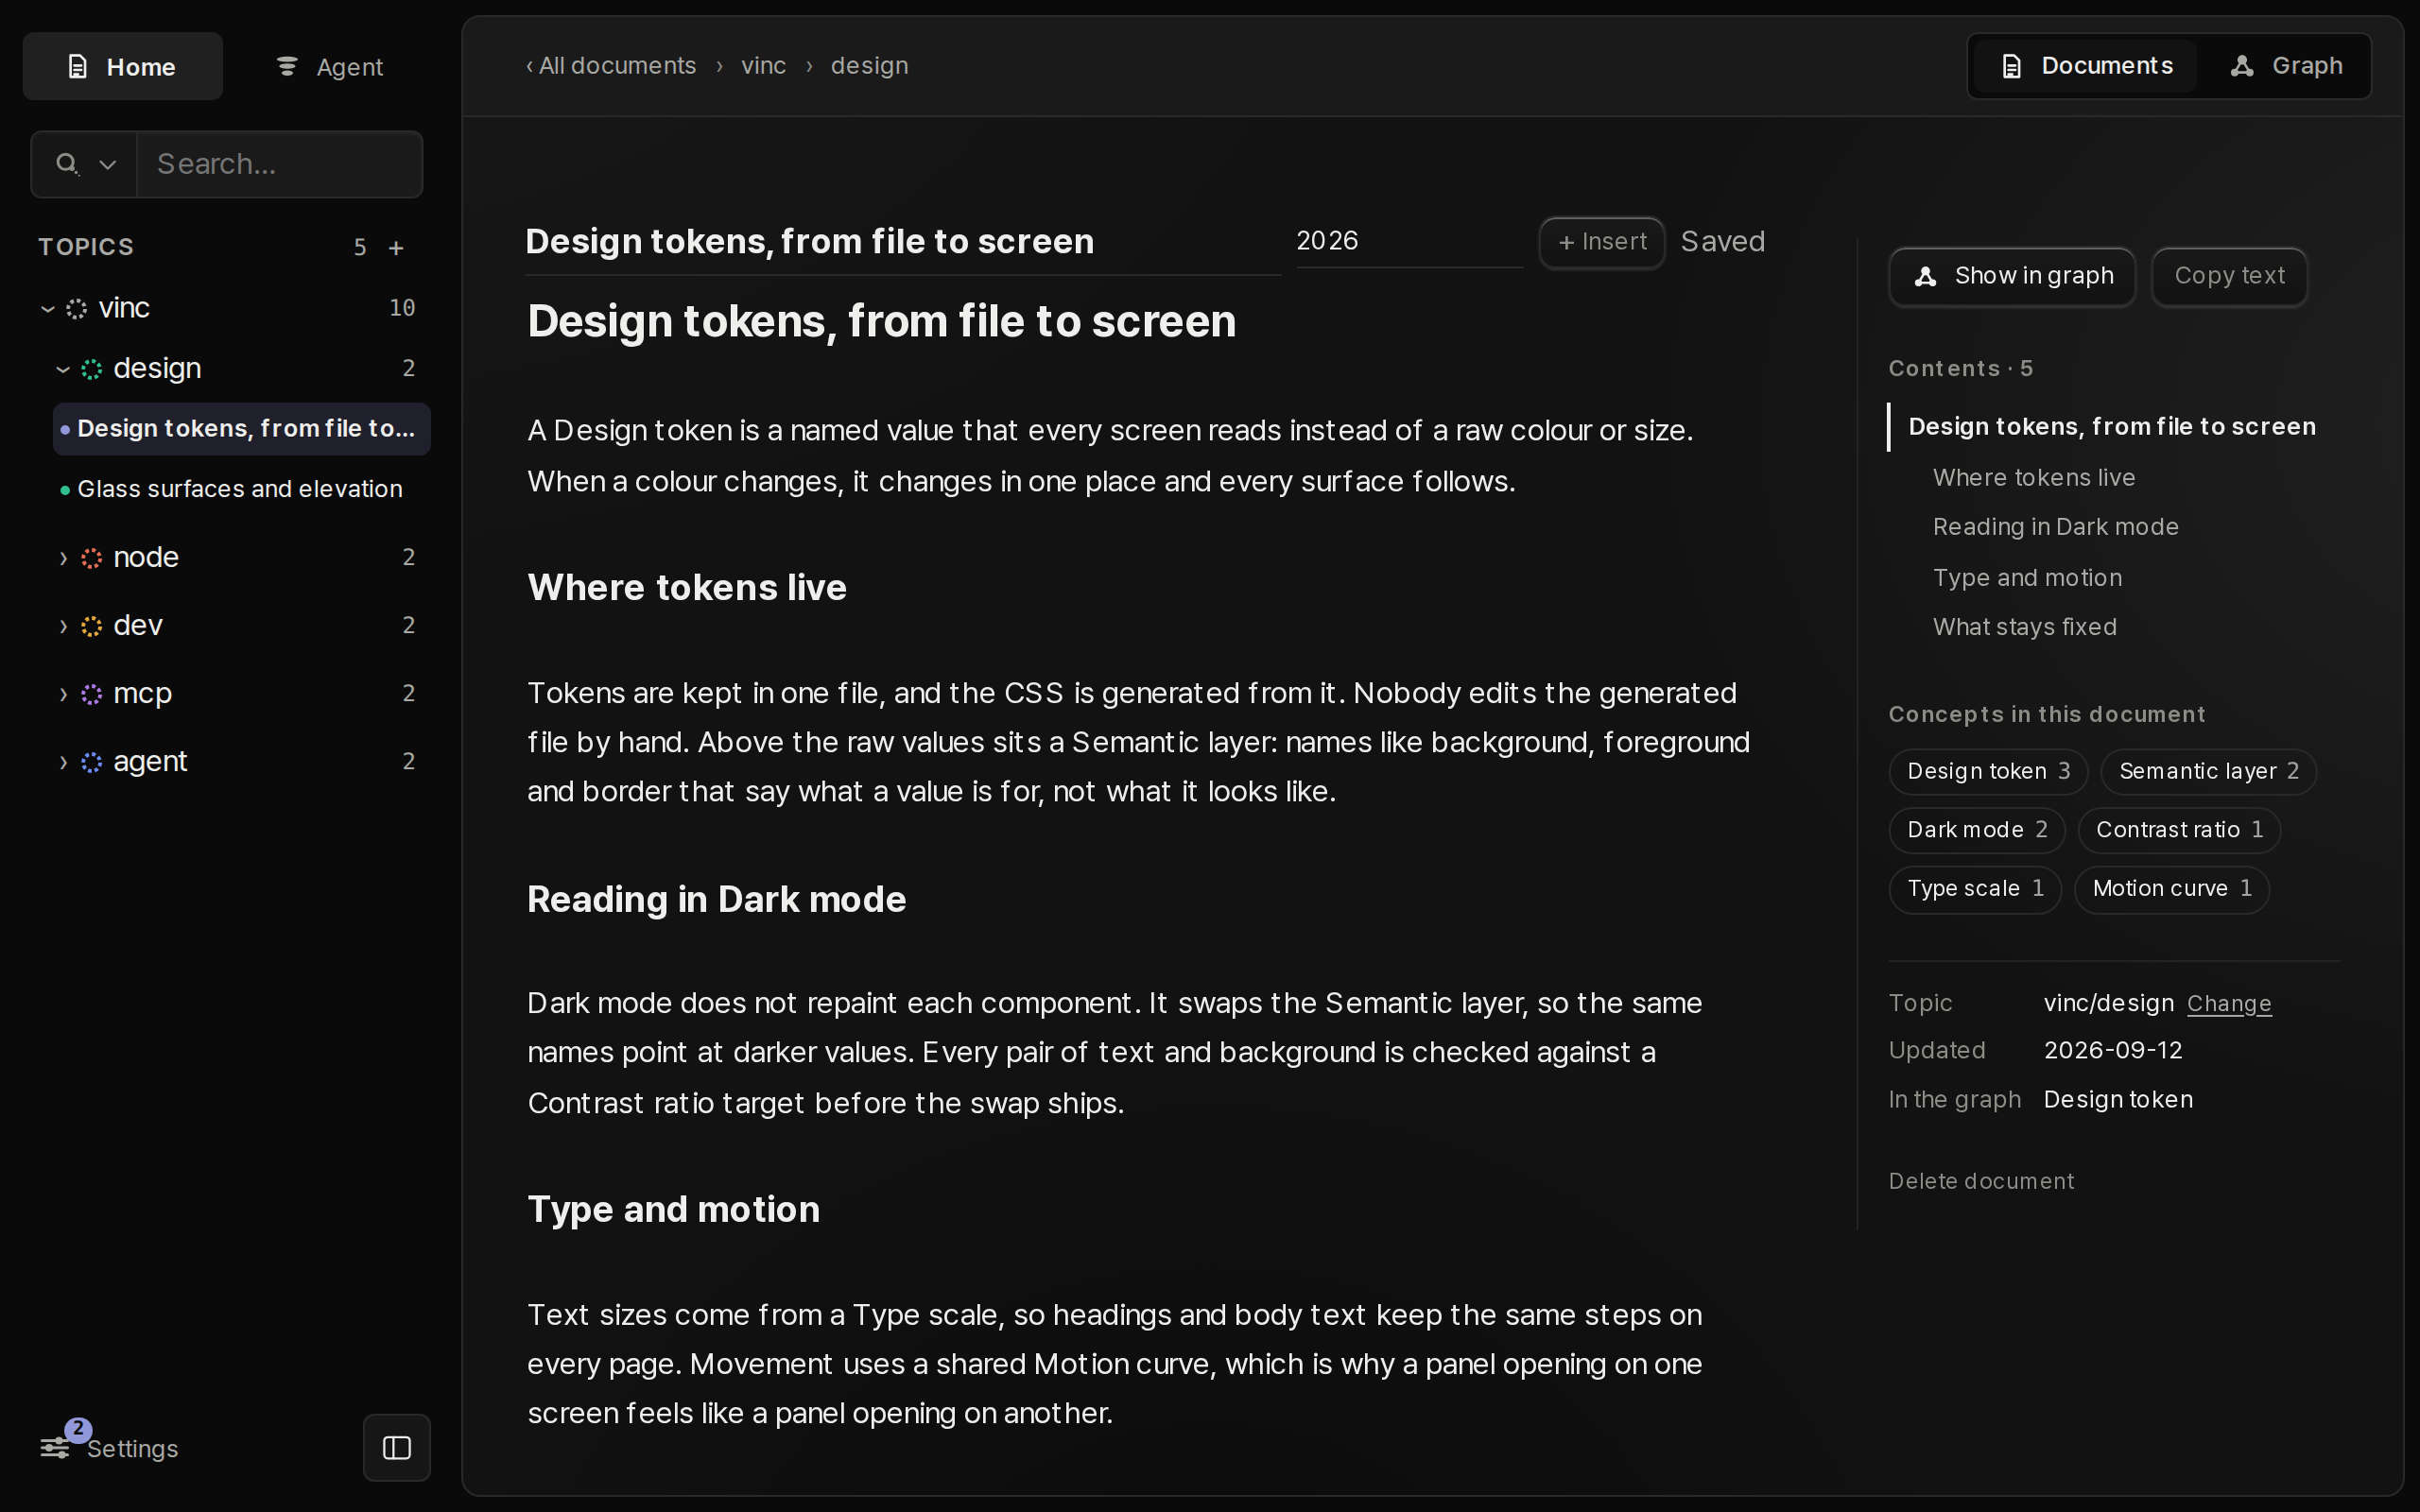 Home
Agent
Search...
TOPICS 5 +
vinc 10
design 2
Design tokens, from file to...
Glass surfaces and elevation
node 2
dev 2
mcp 2
agent 2
2
Settings
‹ All documents › vinc › design
Documents
Graph
Design tokens, from file to screen
2026
+ Insert
Saved
Design tokens, from file to screen
A Design token is a named value that every screen reads instead of a raw colour or size.
When a colour changes, it changes in one place and every surface follows.
Where tokens live
Tokens are kept in one file, and the CSS is generated from it. Nobody edits the generated
file by hand. Above the raw values sits a Semantic layer: names like background, foreground
and border that say what a value is for, not what it looks like.
Reading in Dark mode
Dark mode does not repaint each component. It swaps the Semantic layer, so the same
names point at darker values. Every pair of text and background is checked against a
Contrast ratio target before the swap ships.
Type and motion
Text sizes come from a Type scale, so headings and body text keep the same steps on
every page. Movement uses a shared Motion curve, which is why a panel opening on one
screen feels like a panel opening on another.
Show in graph
Copy text
Contents · 5
Design tokens, from file to screen
Where tokens live
Reading in Dark mode
Type and motion
What stays fixed
Concepts in this document
Design token 3
Semantic layer 2
Dark mode 2
Contrast ratio 1
Type scale 1
Motion curve 1
Topic vinc/design Change
Updated 2026-09-12
In the graph Design token
Delete document